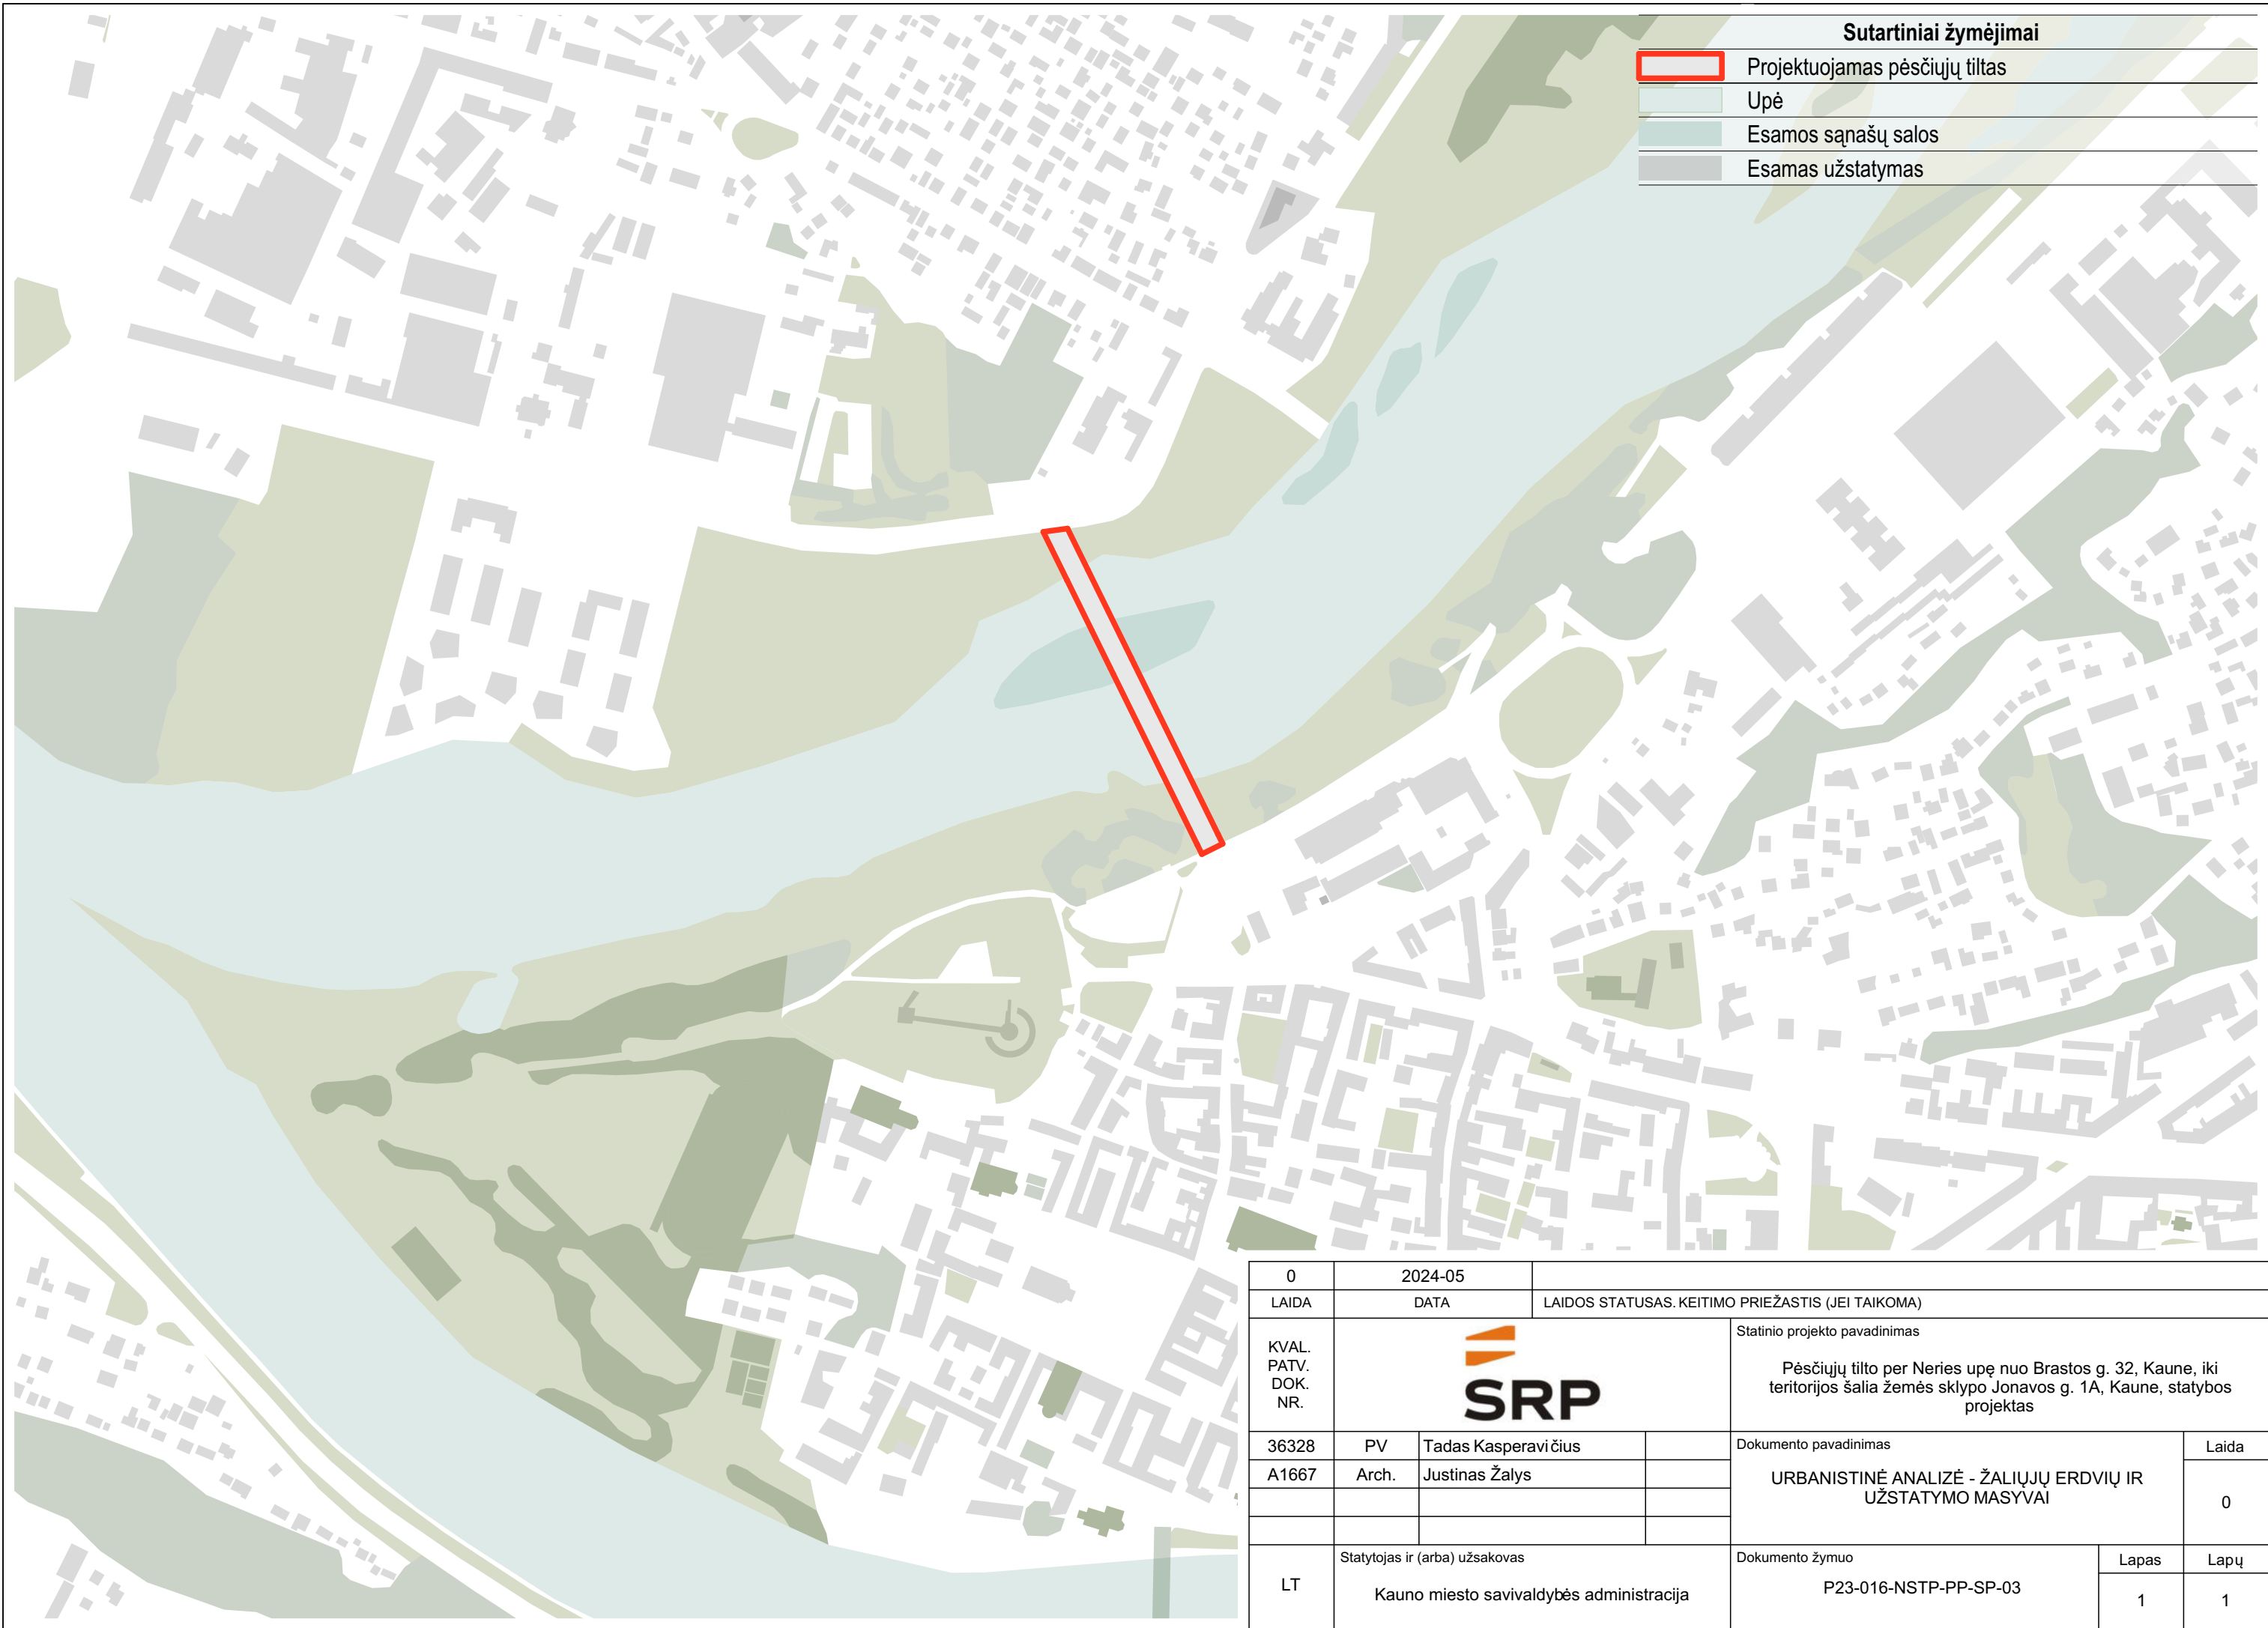 Sutartiniai žymėjimai
Projektuojamas pėsčiųjų tiltas
Upė
Esamos sąnašų salos
Esamas užstatymas
0 2024-05
LAIDA DATA LAIDOS STATUSAS. KEITIMO PRIEŽASTIS (JEI TAIKOMA)
KVAL.
PATV.
DOK.
NR.
SRP
Statinio projekto pavadinimas
Pėsčiųjų tilto per Neries upę nuo Brastos g. 32, Kaune, iki
teritorijos šalia žemės sklypo Jonavos g. 1A, Kaune, statybos
projektas
36328 PV Tadas Kasperavičius
A1667 Arch. Justinas Žalys
Dokumento pavadinimas
URBANISTINĖ ANALIZĖ - ŽALIŲJŲ ERDVIŲ IR
UŽSTATYMO MASYVAI
Laida
0
LT
Statytojas ir (arba) užsakovas
Kauno miesto savivaldybės administracija
Dokumento žymuo
P23-016-NSTP-PP-SP-03
Lapas Lapų
1 1